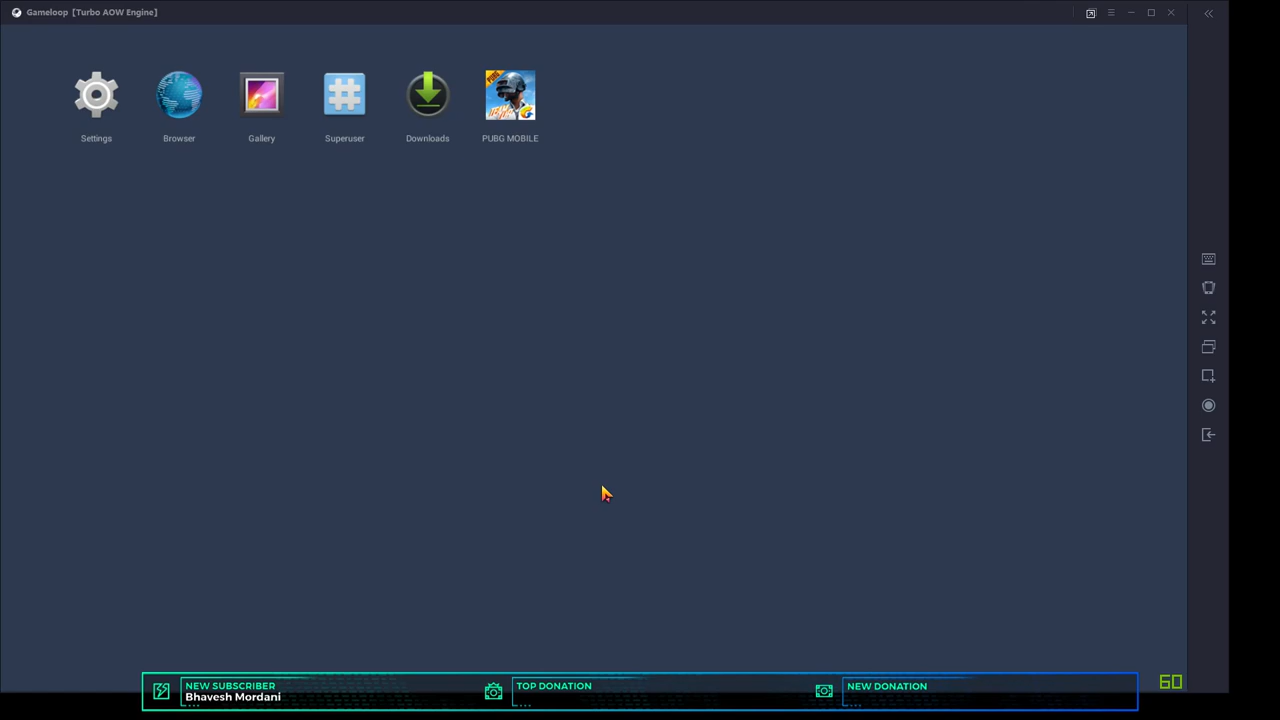 Gameloop [Turbo AOW Engine]
Settings
Browser
Gallery
Superuser
Downloads
PUBG MOBILE
NEW SUBSCRIBER
Bhavesh Mordani
TOP DONATION
NEW DONATION
60